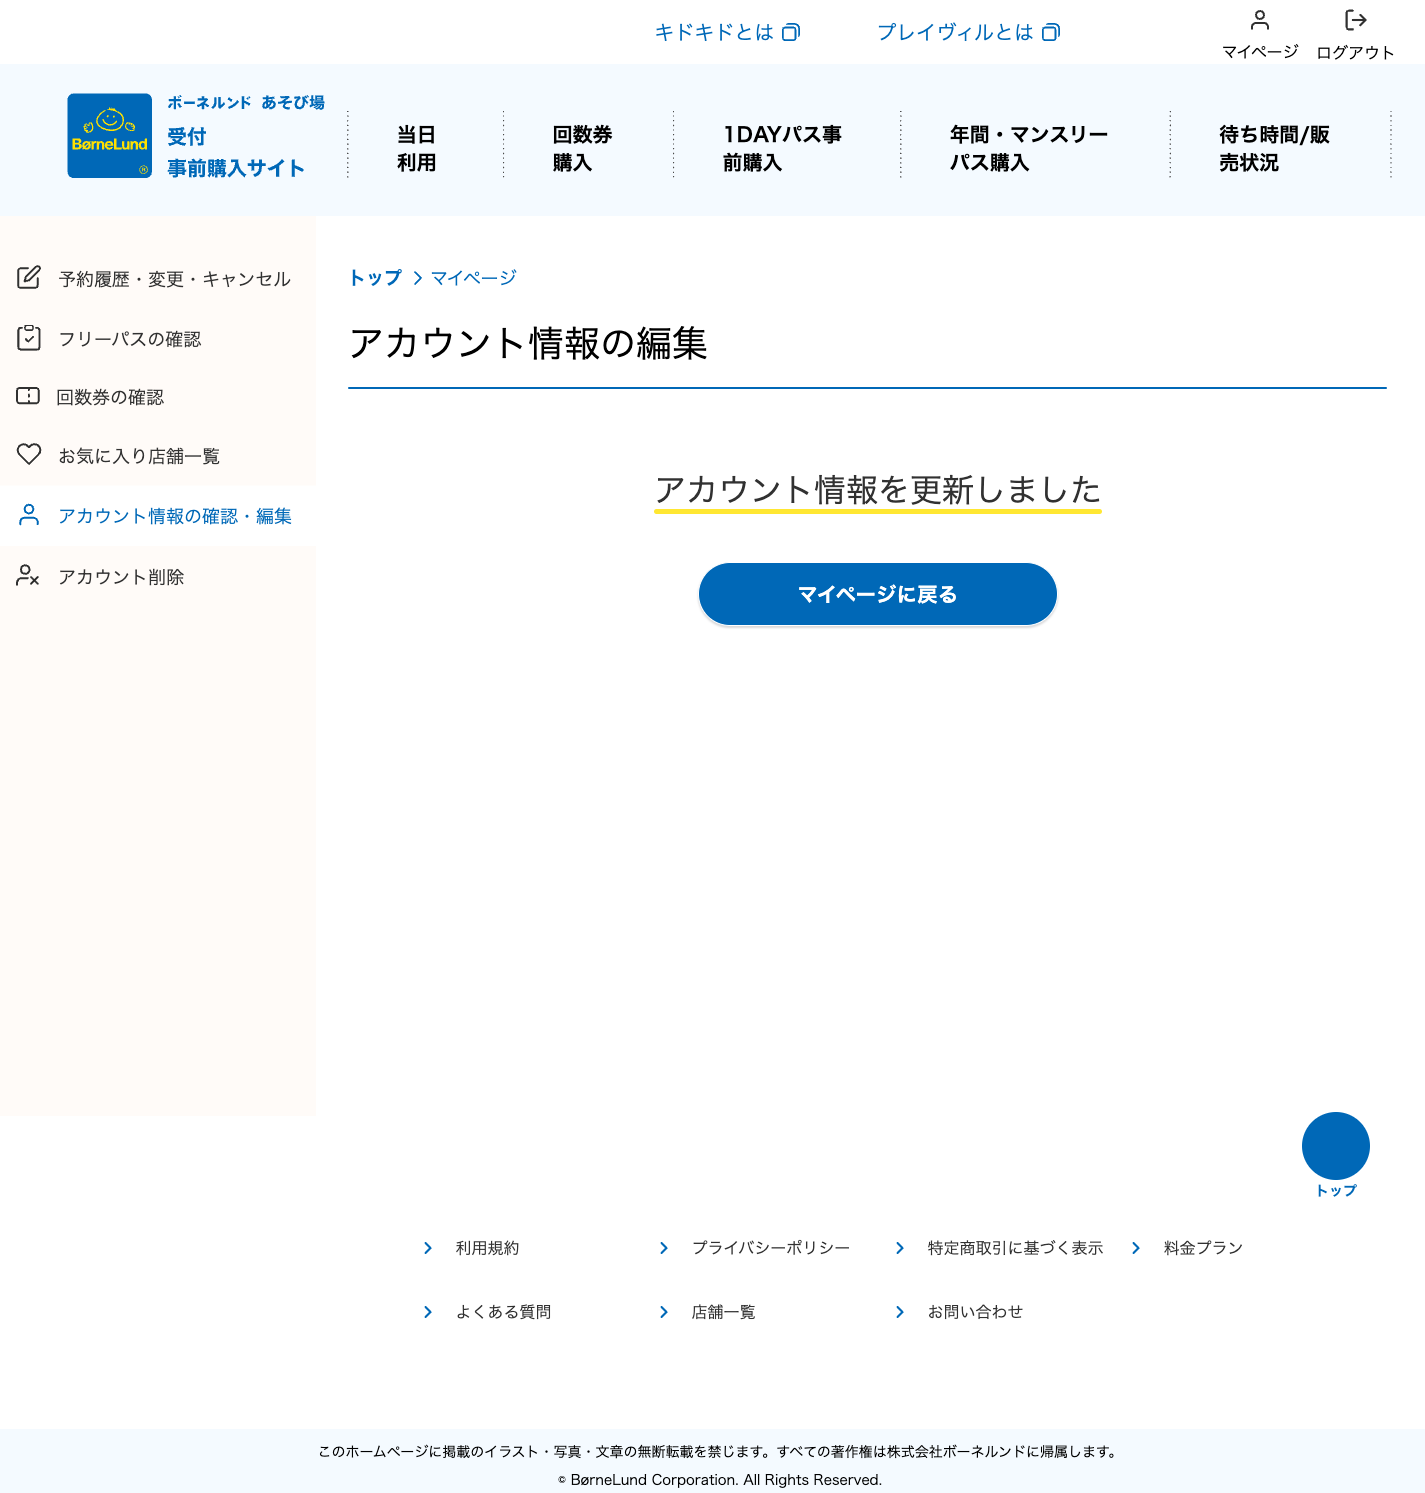 キドキドとは
プレイヴィルとは
マイページ
ログアウト
BørneLund
®
ボーネルンド あそび場
受付
事前購入サイト
当日
利用
回数券
購入
1DAYパス事
前購入
年間・マンスリー
パス購入
待ち時間/販
売状況
予約履歴・変更・キャンセル
フリーパスの確認
回数券の確認
お気に入り店舗一覧
アカウント情報の確認・編集
アカウント削除
トップ マイページ
アカウント情報の編集
アカウント情報を更新しました
マイページに戻る
トップ
利用規約
プライバシーポリシー
特定商取引に基づく表示
料金プラン
よくある質問
店舗一覧
お問い合わせ
このホームページに掲載のイラスト・写真・文章の無断転載を禁じます。すべての著作権は株式会社ボーネルンドに帰属します。
© BørneLund Corporation. All Rights Reserved.